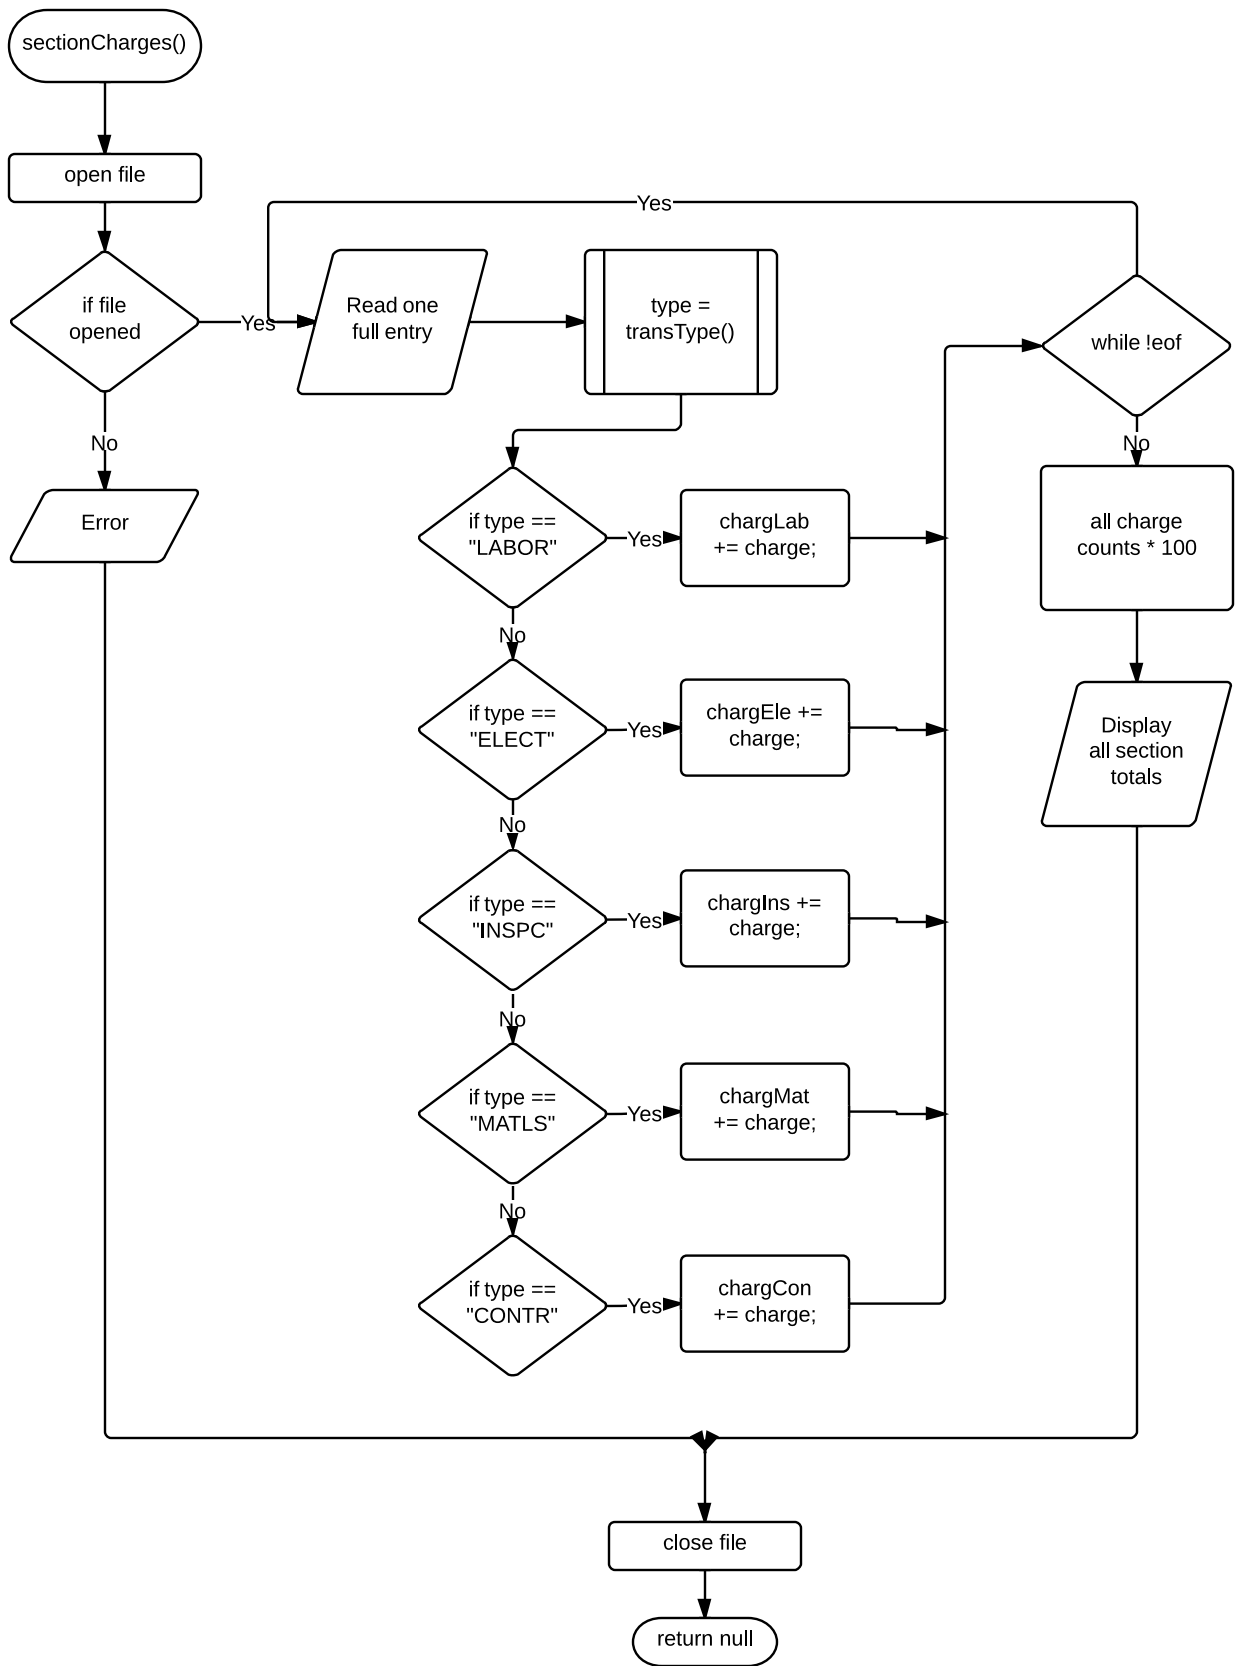 sectionCharges()
open file
if file
opened
Yes
No
Error
Yes
Read one
full entry
type =
transType()
while !eof
No
all charge
counts * 100
Display
all section
totals
if type ==
"LABOR"
Yes
chargLab
+= charge;
No
if type ==
"ELECT"
Yes
chargEle +=
charge;
No
if type ==
"INSPC"
Yes
chargIns +=
charge;
No
if type ==
"MATLS"
Yes
chargMat
+= charge;
No
if type ==
"CONTR"
Yes
chargCon
+= charge;
close file
return null